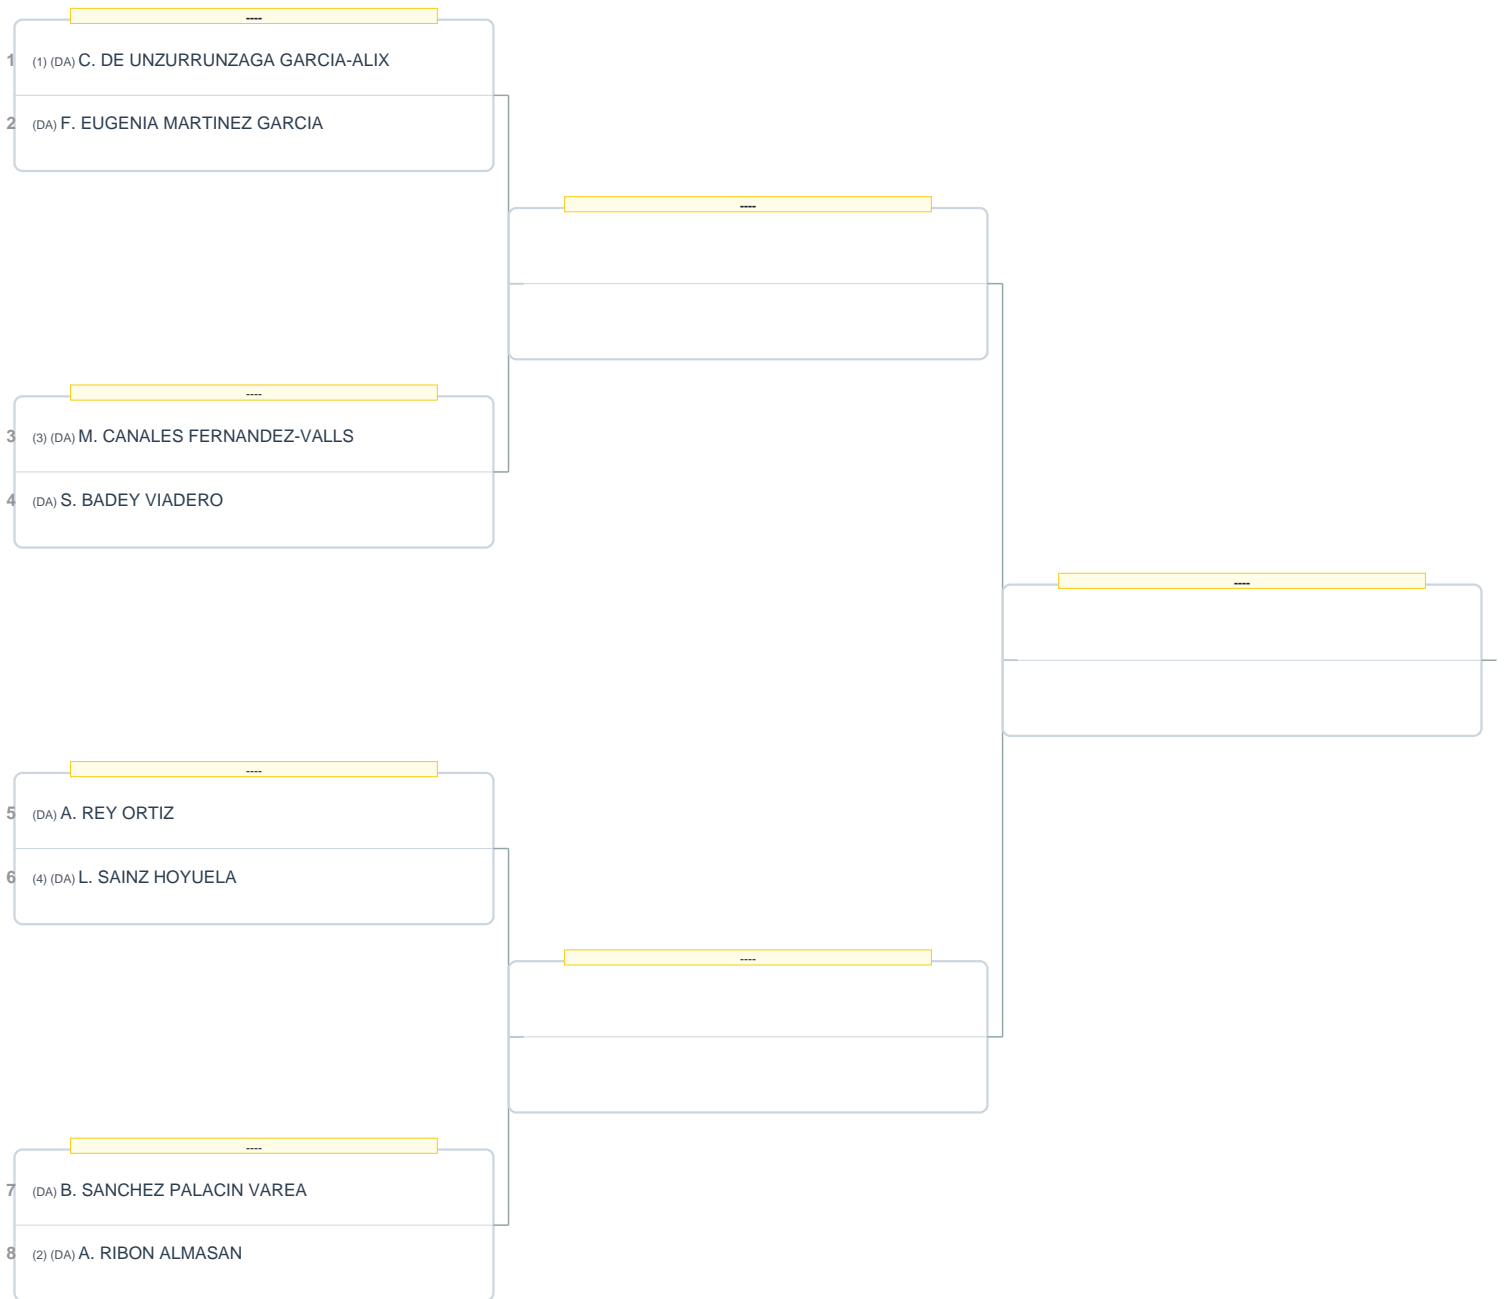 ----
1 (1) (DA) C. DE UNZURRUNZAGA GARCIA-ALIX
2 (DA) F. EUGENIA MARTINEZ GARCIA
----
----
3 (3) (DA) M. CANALES FERNANDEZ-VALLS
4 (DA) S. BADEY VIADERO
----
----
5 (DA) A. REY ORTIZ
6 (4) (DA) L. SAINZ HOYUELA
----
----
7 (DA) B. SANCHEZ PALACIN VAREA
8 (2) (DA) A. RIBON ALMASAN